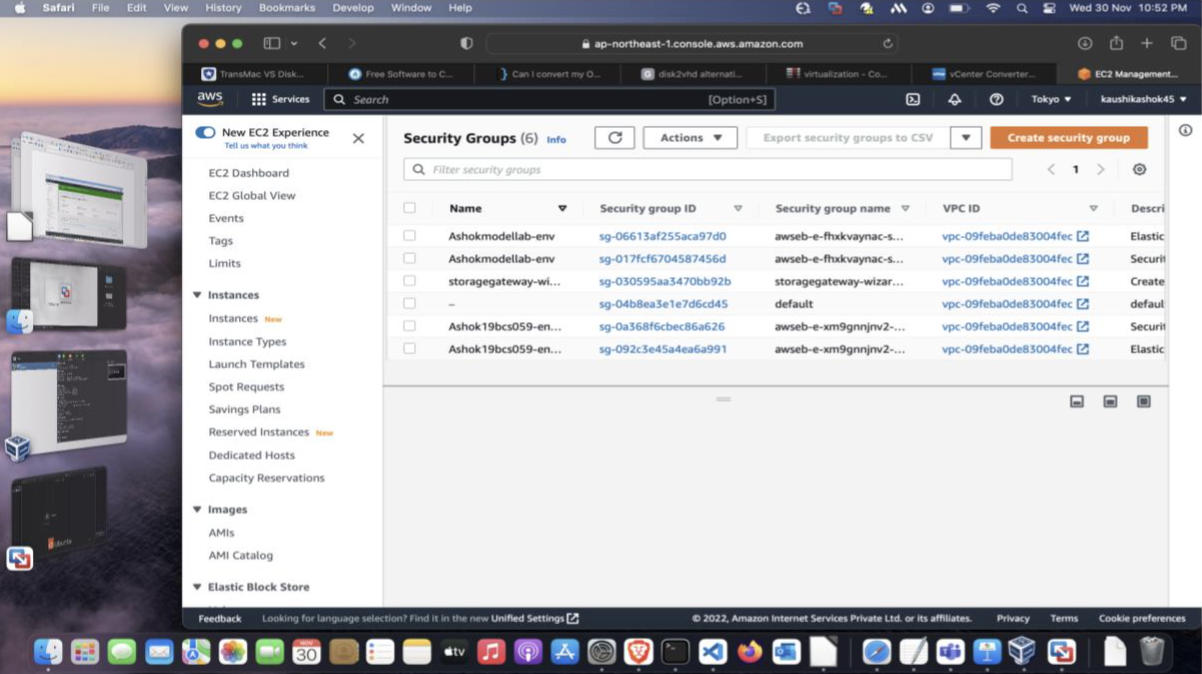 Safari File Edit View History Bookmarks Develop Window Help Wed 30 Nov 10:52 PM
ap-northeast-1.console.aws.amazon.com
TransMac VS Disk... Free Software to C... Can I convert my O... disk2vhd alternati... virtualization - Co... vCenter Converter... EC2 Management...
aws Services Search [Option+S] Tokyo kaushikashok45
New EC2 Experience
Tell us what you think
EC2 Dashboard
EC2 Global View
Events
Tags
Limits
Instances
Instances New
Instance Types
Launch Templates
Spot Requests
Savings Plans
Reserved Instances New
Dedicated Hosts
Capacity Reservations
Images
AMIs
AMI Catalog
Elastic Block Store
Security Groups (6) Info Actions Export security groups to CSV Create security group
Filter security groups 1
Name Security group ID Security group name VPC ID Descri
Ashokmodellab-env sg-06613af255aca97d0 awseb-e-fhxkvaynac-s... vpc-09feba0de83004fec Elastic
Ashokmodellab-env sg-017fcf6704587456d awseb-e-fhxkvaynac-s... vpc-09feba0de83004fec Securit
storagegateway-wi... sg-030595aa3470bb92b storagegateway-wizar... vpc-09feba0de83004fec Create
– sg-04b8ea3e1e7d6cd45 default vpc-09feba0de83004fec defaul
Ashok19bcs059-en... sg-0a368f6cbec86a626 awseb-e-xm9gnnjnv2-... vpc-09feba0de83004fec Securit
Ashok19bcs059-en... sg-092c3e45a4ea6a991 awseb-e-xm9gnnjnv2-... vpc-09feba0de83004fec Elastic
Feedback Looking for language selection? Find it in the new Unified Settings © 2022, Amazon Internet Services Private Ltd. or its affiliates. Privacy Terms Cookie preferences
NOV
30
tv